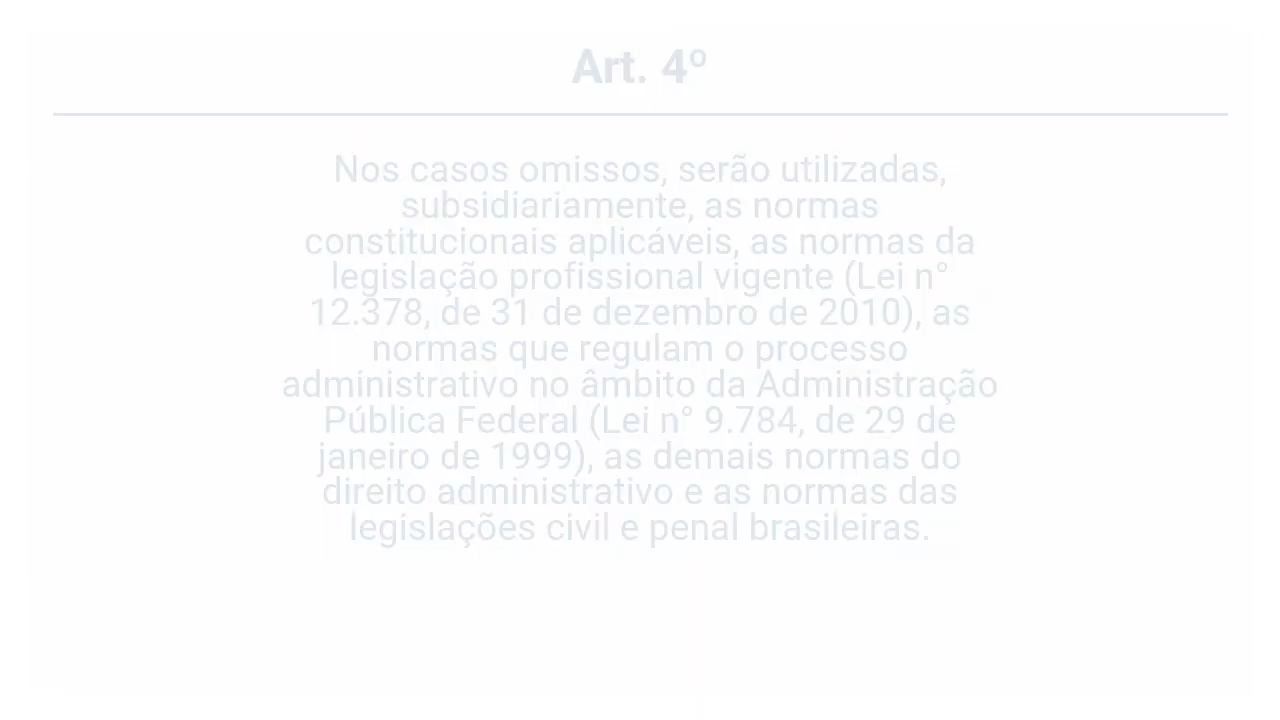 Art. 4º
Nos casos omissos, serão utilizadas,
subsidiariamente, as normas
constitucionais aplicáveis, as normas da
legislação profissional vigente (Lei n°
12.378, de 31 de dezembro de 2010), as
normas que regulam o processo
administrativo no âmbito da Administração
Pública Federal (Lei n° 9.784, de 29 de
janeiro de 1999), as demais normas do
direito administrativo e as normas das
legislações civil e penal brasileiras.